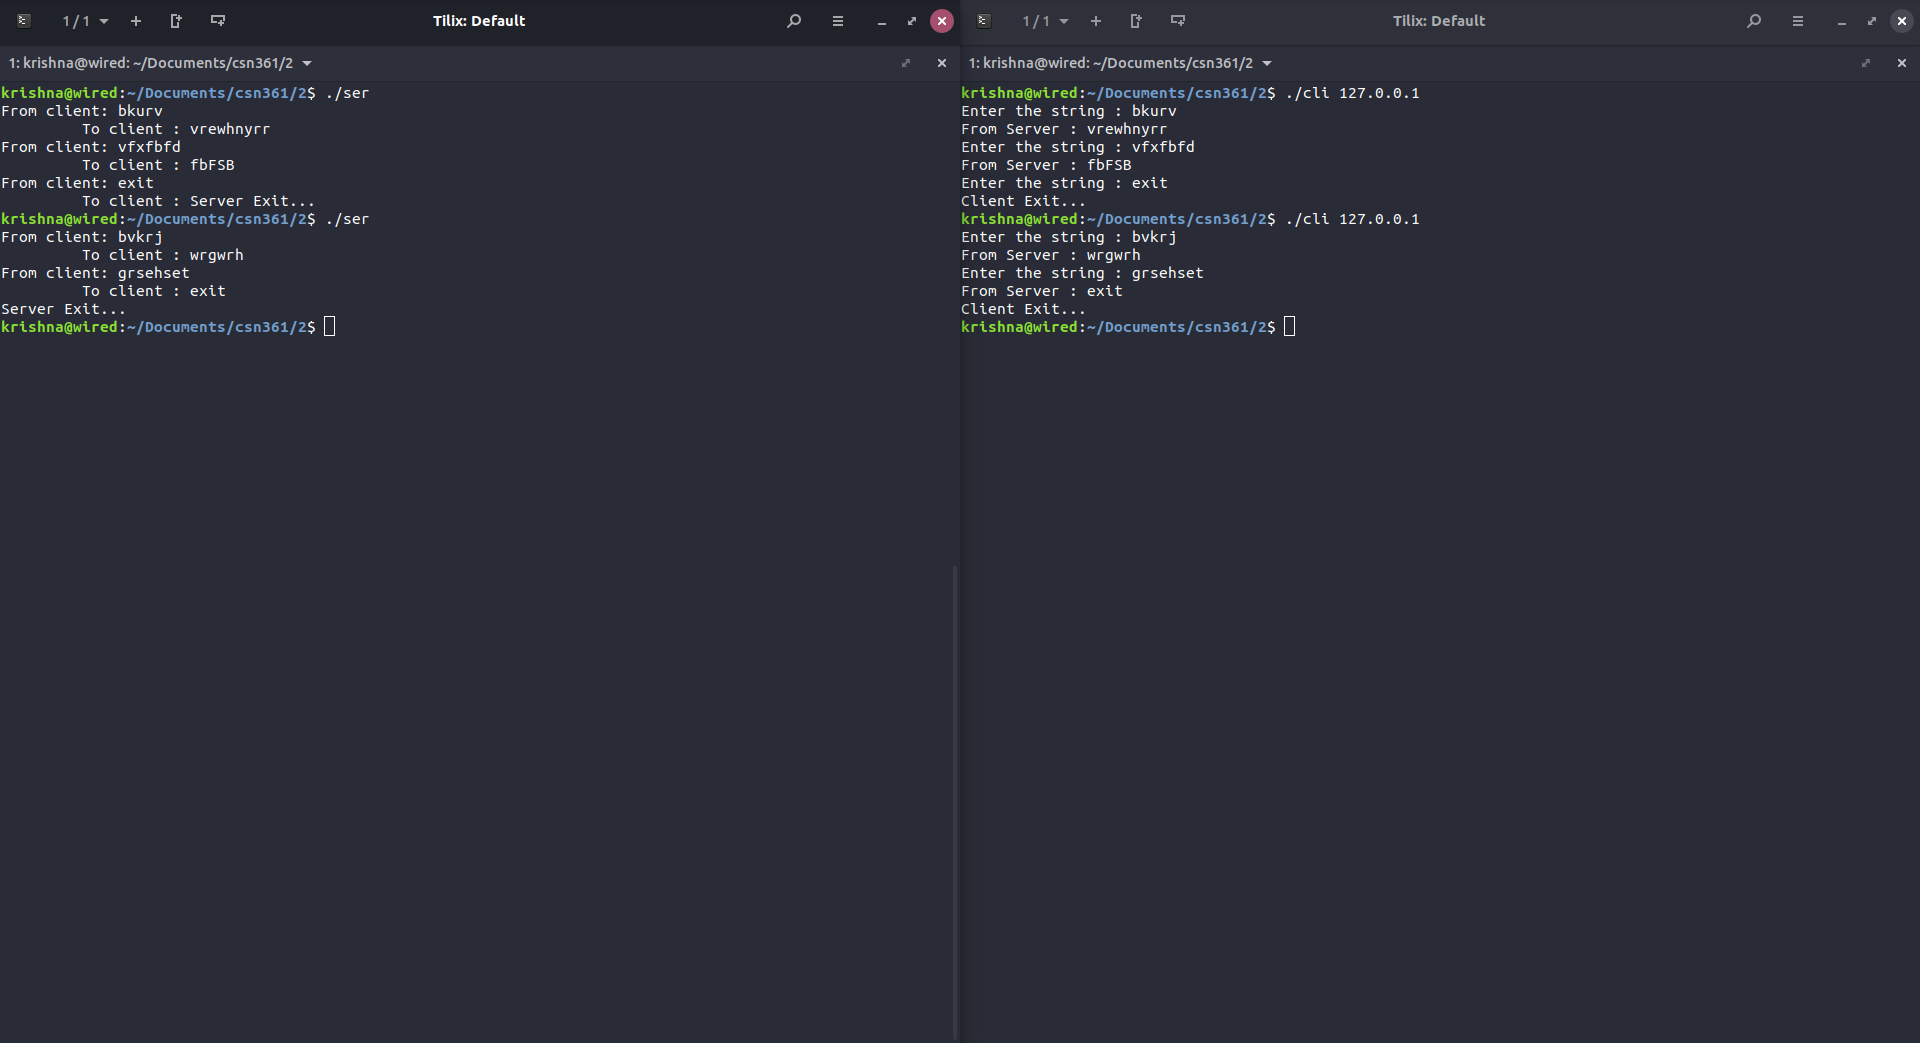 1 / 1
Tilix: Default
1: krishna@wired: ~/Documents/csn361/2
krishna@wired:~/Documents/csn361/2$ ./ser
From client: bkurv
To client : vrewhnyrr
From client: vfxfbfd
To client : fbFSB
From client: exit
To client : Server Exit...
krishna@wired:~/Documents/csn361/2$ ./ser
From client: bvkrj
To client : wrgwrh
From client: grsehset
To client : exit
Server Exit...
krishna@wired:~/Documents/csn361/2$
1 / 1
Tilix: Default
1: krishna@wired: ~/Documents/csn361/2
krishna@wired:~/Documents/csn361/2$ ./cli 127.0.0.1
Enter the string : bkurv
From Server : vrewhnyrr
Enter the string : vfxfbfd
From Server : fbFSB
Enter the string : exit
Client Exit...
krishna@wired:~/Documents/csn361/2$ ./cli 127.0.0.1
Enter the string : bvkrj
From Server : wrgwrh
Enter the string : grsehset
From Server : exit
Client Exit...
krishna@wired:~/Documents/csn361/2$